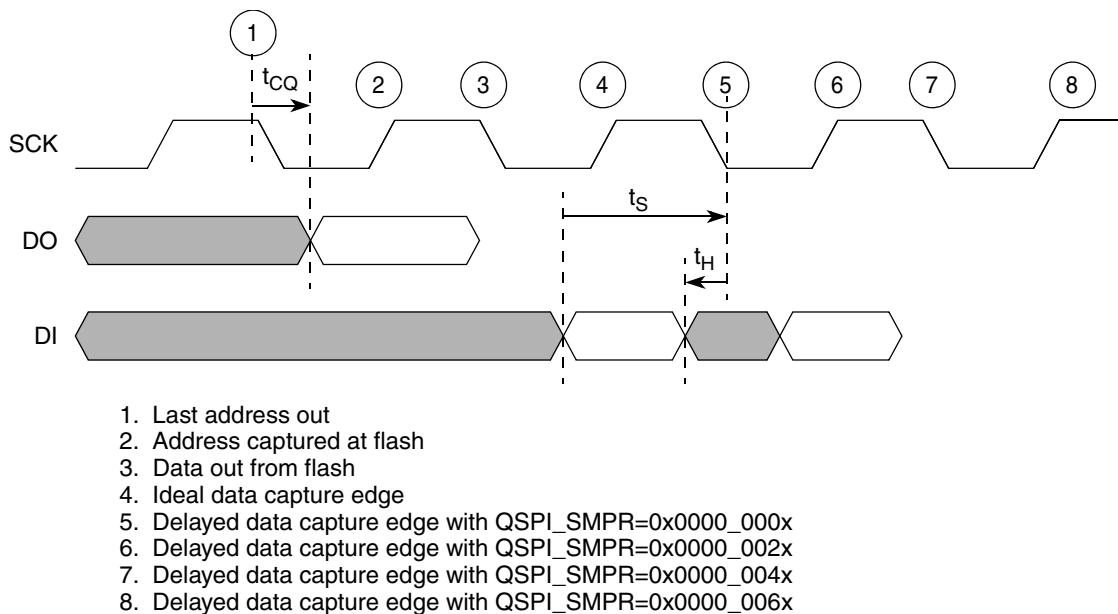 1
tCQ
2
3
4
5
6
7
8
SCK
tS
DO
tH
DI
1. Last address out
2. Address captured at flash
3. Data out from flash
4. Ideal data capture edge
5. Delayed data capture edge with QSPI_SMPR=0x0000_000x
6. Delayed data capture edge with QSPI_SMPR=0x0000_002x
7. Delayed data capture edge with QSPI_SMPR=0x0000_004x
8. Delayed data capture edge with QSPI_SMPR=0x0000_006x